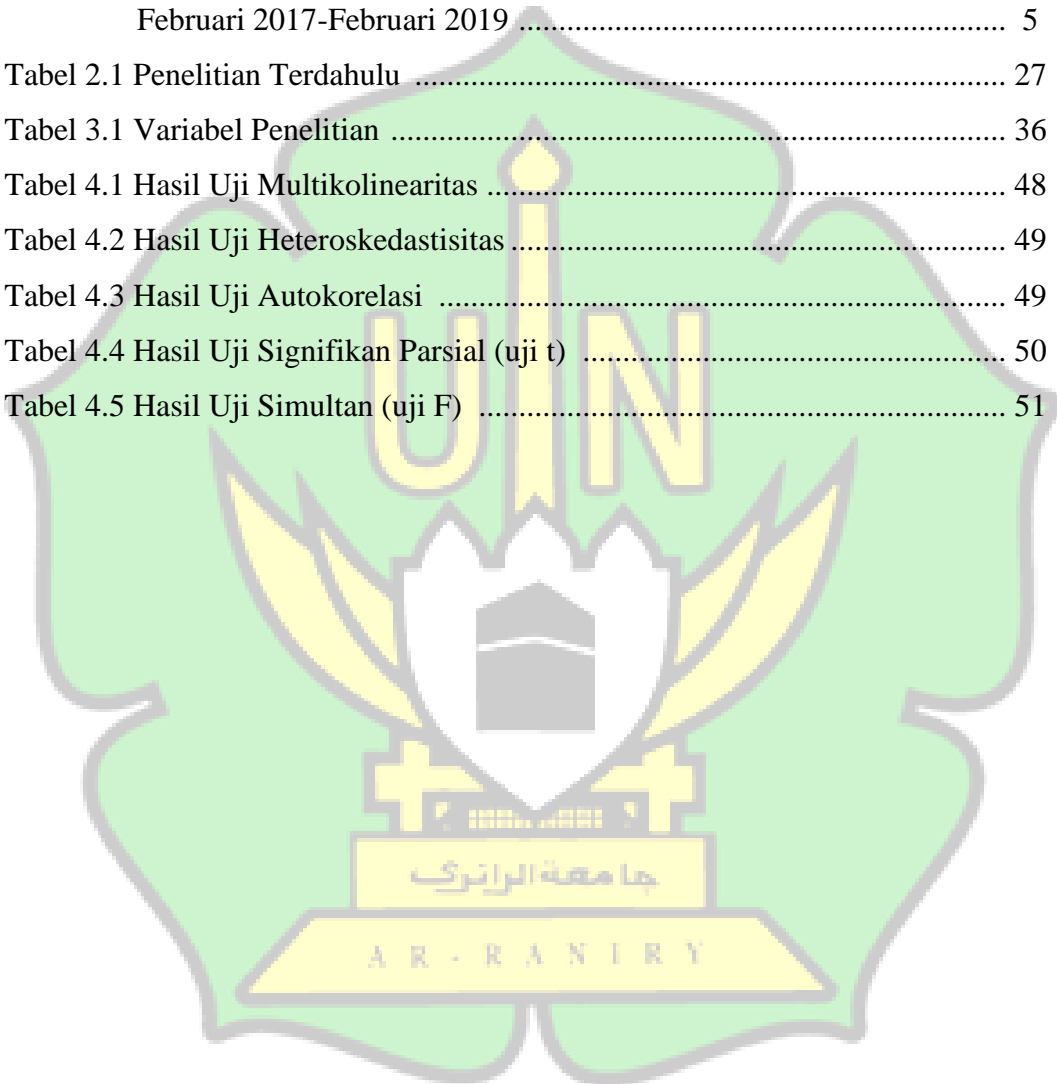 Februari 2017-Februari 2019 ................................................................ 5
Tabel 2.1 Penelitian Terdahulu ............................................................................. 27
Tabel 3.1 Variabel Penelitian ................................................................................ 36
Tabel 4.1 Hasil Uji Multikolinearitas .................................................................... 48
Tabel 4.2 Hasil Uji Heteroskedastisitas ................................................................. 49
Tabel 4.3 Hasil Uji Autokorelasi .......................................................................... 49
Tabel 4.4 Hasil Uji Signifikan Parsial (uji t) ....................................................... 50
Tabel 4.5 Hasil Uji Simultan (uji F) ..................................................................... 51
UIN
جامعة الرانري
AR-RANIRY